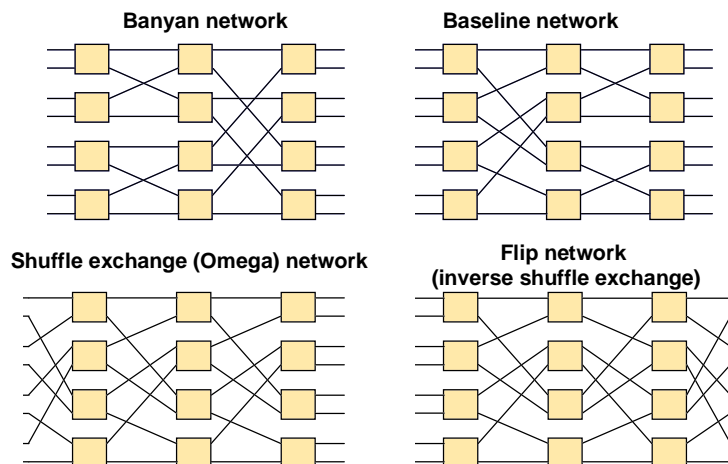 Banyan network
Baseline network
Shuffle exchange (Omega) network
Flip network
(inverse shuffle exchange)